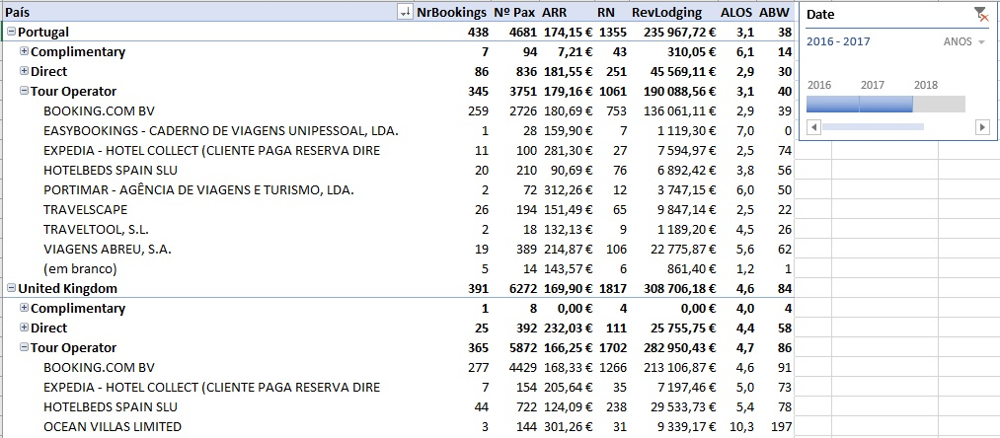 País NrBookings Nº Pax ARR RN RevLodging ALOS ABW
Portugal 438 4681 174,15 € 1355 235 967,72 € 3,1 38
Complimentary 7 94 7,21 € 43 310,05 € 6,1 14
Direct 86 836 181,55 € 251 45 569,11 € 2,9 30
Tour Operator 345 3751 179,16 € 1061 190 088,56 € 3,1 40
BOOKING.COM BV 259 2726 180,69 € 753 136 061,11 € 2,9 39
EASYBOOKINGS - CADERNO DE VIAGENS UNIPESSOAL, LDA. 1 28 159,90 € 7 1 119,30 € 7,0 0
EXPEDIA - HOTEL COLLECT (CLIENTE PAGA RESERVA DIRE 11 100 281,30 € 27 7 594,97 € 2,5 74
HOTELBEDS SPAIN SLU 20 210 90,69 € 76 6 892,42 € 3,8 56
PORTIMAR - AGÊNCIA DE VIAGENS E TURISMO, LDA. 2 72 312,26 € 12 3 747,15 € 6,0 50
TRAVELSCAPE 26 194 151,49 € 65 9 847,14 € 2,5 22
TRAVELTOOL, S.L. 2 18 132,13 € 9 1 189,20 € 4,5 26
VIAGENS ABREU, S.A. 19 389 214,87 € 106 22 775,87 € 5,6 62
(em branco) 5 14 143,57 € 6 861,40 € 1,2 1
United Kingdom 391 6272 169,90 € 1817 308 706,18 € 4,6 84
Complimentary 1 8 0,00 € 4 0,00 € 4,0 4
Direct 25 392 232,03 € 111 25 755,75 € 4,4 58
Tour Operator 365 5872 166,25 € 1702 282 950,43 € 4,7 86
BOOKING.COM BV 277 4429 168,33 € 1266 213 106,87 € 4,6 91
EXPEDIA - HOTEL COLLECT (CLIENTE PAGA RESERVA DIRE 7 154 205,64 € 35 7 197,46 € 5,0 73
HOTELBEDS SPAIN SLU 44 722 124,09 € 238 29 533,73 € 5,4 78
OCEAN VILLAS LIMITED 3 144 301,26 € 31 9 339,17 € 10,3 197
Date
2016 - 2017 ANOS
2016 2017 2018